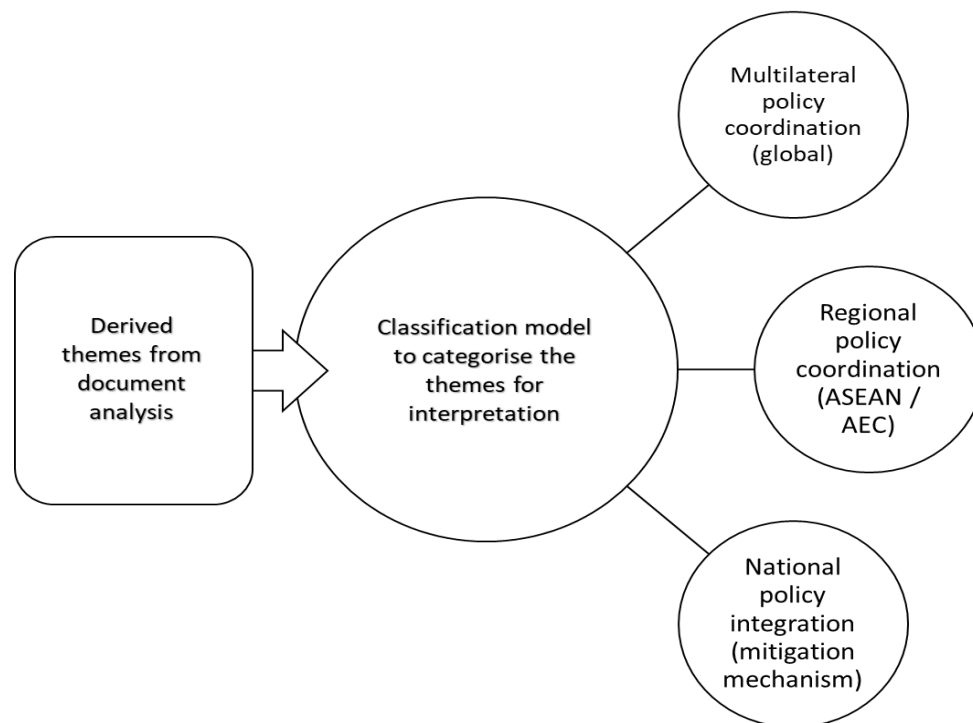 Derived
themes from
document
analysis
Classification model
to categorise the
themes for
interpretation
Multilateral
policy
coordination
(global)
Regional
policy
coordination
(ASEAN /
AEC)
National
policy
integration
(mitigation
mechanism)